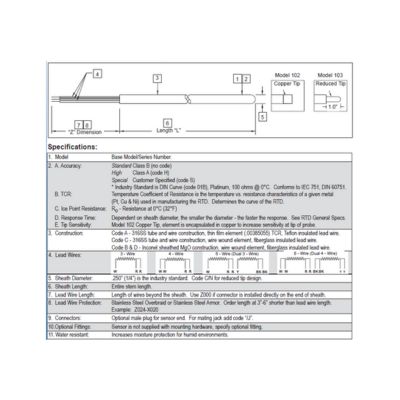 Model 102
Copper Tip
Model 103
Reduced Tip
4
3
1
2
1.0"
5
7
8
6
"Z" Dimension
Length "L"
Specifications:
1. Model Base Model/Series Number.
2. A. Accuracy: Standard Class B (no code)
High Class A (code H)
Special Customer Specified (code S)
* Industry Standard is DIN Curve (code 01B), Platinum, 100 ohms @ 0°C. Conforms to IEC 751, DIN 60751.
B. TCR: Temperature Coefficient of Resistance is the temperature vs. resistance output of a given metal
(Pt, Cu & Ni) used in manufacturing the RTD. Determines the curve of the RTD.
C. Ice Point Resistance: R0 - Resistance at 0°C (32°F)
D. Response Time: Dependent on sheath diameter, the smaller the diameter - the faster the response. See RTD General Specs.
E. Tip Sensitivity Model 102 Copper Tip, element is encapsulated in copper to increase sensitivity at tip of probe.
3. Construction: Code A - 316SS tube and wire construction, thin film element (.00385055) TCR, Teflon insulated lead wire.
Code C - 316SS tube and wire construction, wire wound element, fiberglass insulated lead wire.
Code B & D - Inconel sheathed MgO construction, wire wound element, fiberglass insulated lead wire.
4. Lead Wires: 3 - Wire 4 - Wire 6 - Wire (Dual 3 - Wire) 8 - Wire (Dual 4 - Wire)
5. Sheath Diameter: .250" (1/4") is the industry standard. Code C/N for reduced tip design.
6. Sheath Length: Entire stem length.
7. Lead Wire Length: Length of wires beyond the sheath. Use Z000 if connector is installed directly on the end of sheath.
8. Lead Wire Protection: Stainless Steel Overbraid or Stainless Steel Armor. Order length at 3"-6" shorter than lead wire length.
Example: Z024-X020
9. Connectors: Optional male plug for sensor end. For mating jack add code "/J".
10. Optional Fittings: Sensor is not supplied with mounting hardware, specify optional fitting.
11. Water resistant: Increases moisture protection for humid environments.